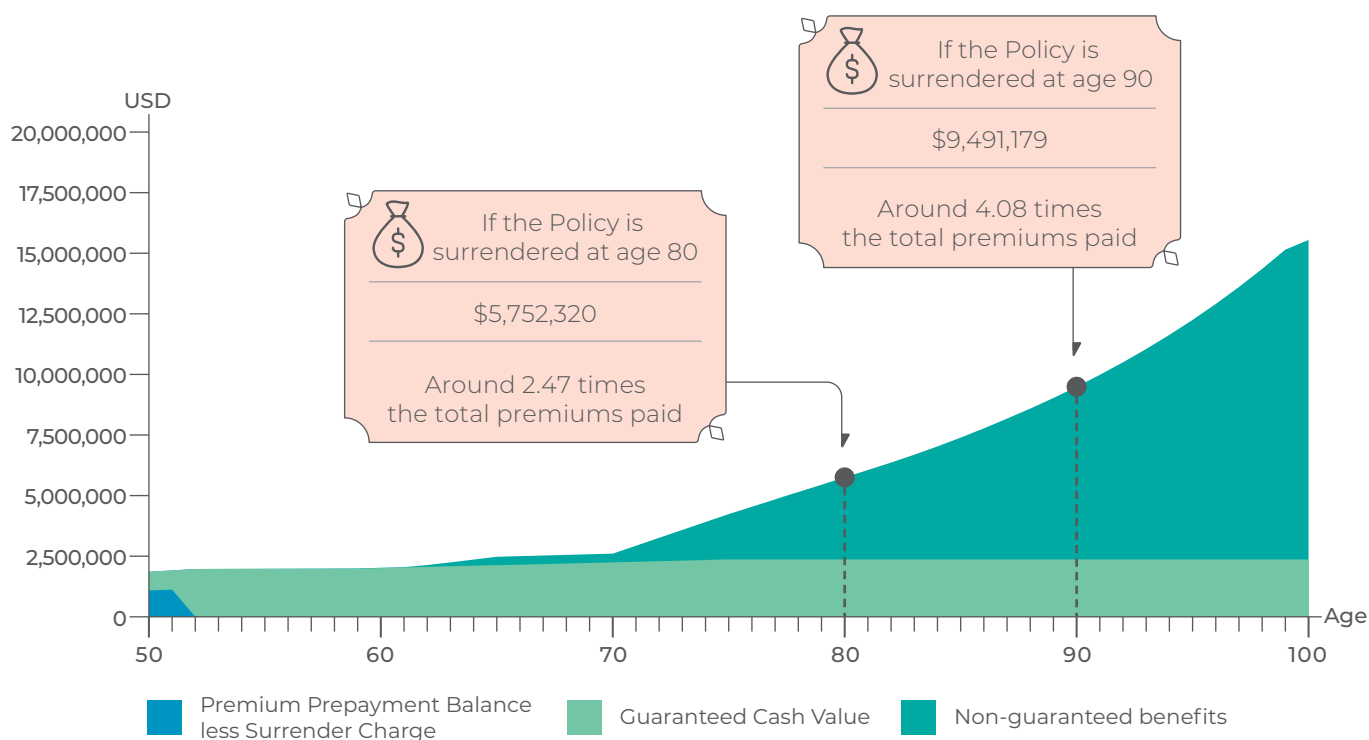 If the Policy is
surrendered at age 90
$9,491,179
Around 4.08 times
the total premiums paid
If the Policy is
surrendered at age 80
$5,752,320
Around 2.47 times
the total premiums paid
USD
20,000,000
17,500,000
15,000,000
12,500,000
10,000,000
7,500,000
5,000,000
2,500,000
0
Age
50
60
70
80
90
100
Premium Prepayment Balance
less Surrender Charge
Guaranteed Cash Value
Non-guaranteed benefits